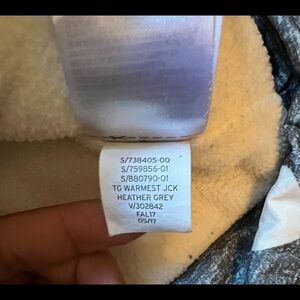 S/738405-00
S/759856-01
S/880790-01
TG WARMEST JCK
HEATHER GREY
V/302842
FAL17
05/17